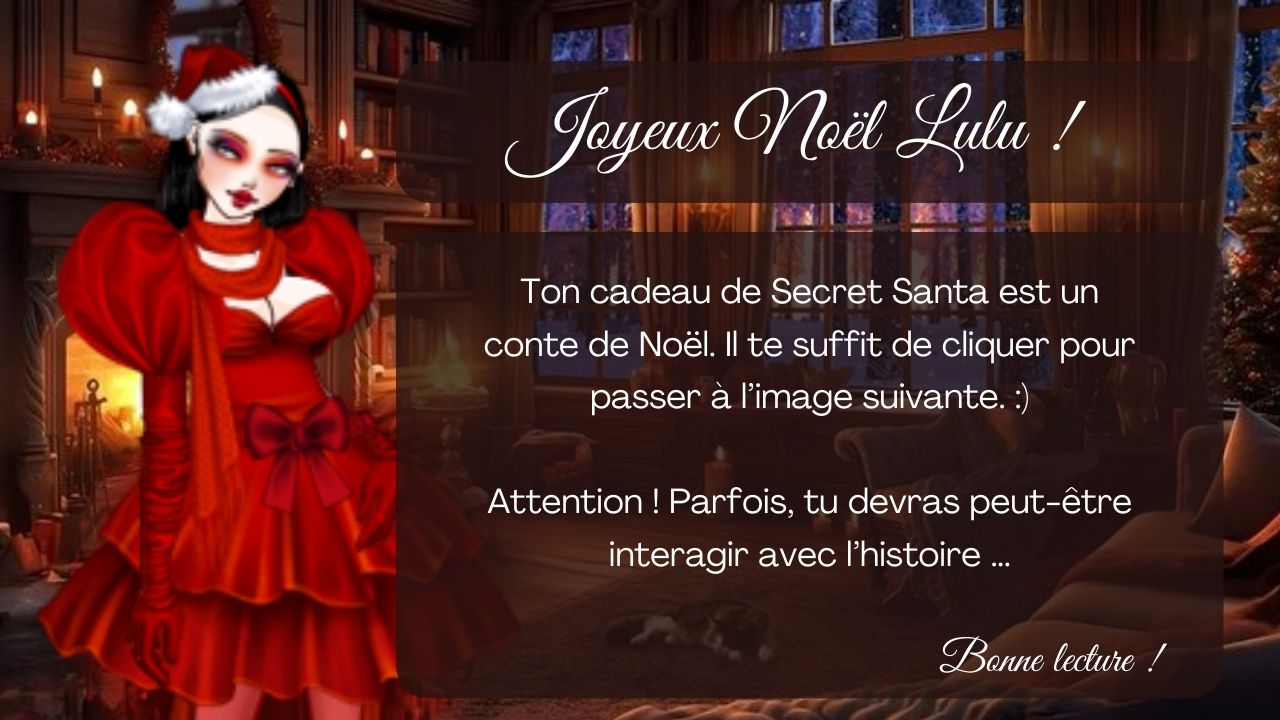 Joyeux Noël Lulu !
Ton cadeau de Secret Santa est un
conte de Noël. Il te suffit de cliquer pour
passer à l'image suivante. :)
Attention ! Parfois, tu devras peut-être
interagir avec l'histoire ...
Bonne lecture !